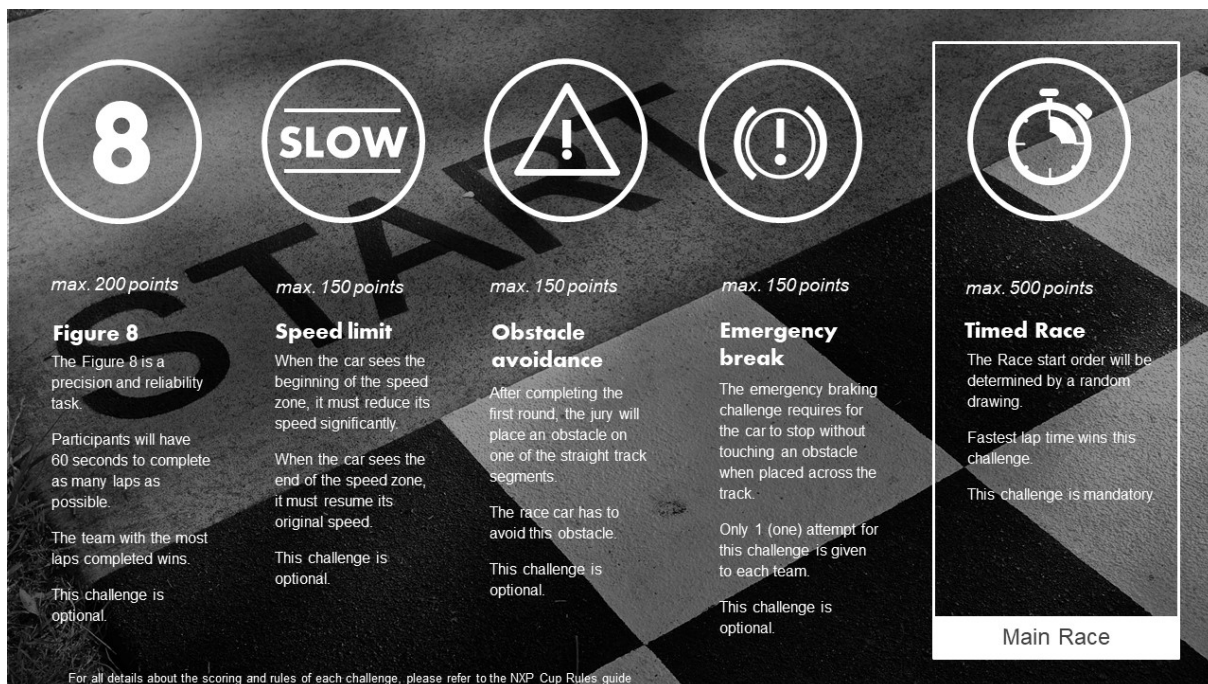 START
8
SLOW
!
!
max. 200 points
Figure 8
The Figure 8 is a
precision and reliability
task.
Participants will have
60 seconds to complete
as many laps as
possible.
The team with the most
laps completed wins.
This challenge is
optional.
max. 150 points
Speed limit
When the car sees the
beginning of the speed
zone, it must reduce its
speed significantly.
When the car sees the
end of the speed zone,
it must resume its
original speed.
This challenge is
optional.
max. 150 points
Obstacle
avoidance
After completing the
first round, the jury will
place an obstacle on
one of the straight track
segments.
The race car has to
avoid this obstacle.
This challenge is
optional.
max. 150 points
Emergency
break
The emergency braking
challenge requires for
the car to stop without
touching an obstacle
when placed across the
track.
Only 1 (one) attempt for
this challenge is given
to each team.
This challenge is
optional.
max. 500 points
Timed Race
The Race start order will be
determined by a random
drawing.
Fastest lap time wins this
challenge.
This challenge is mandatory.
Main Race
For all details about the scoring and rules of each challenge, please refer to the NXP Cup Rules guide